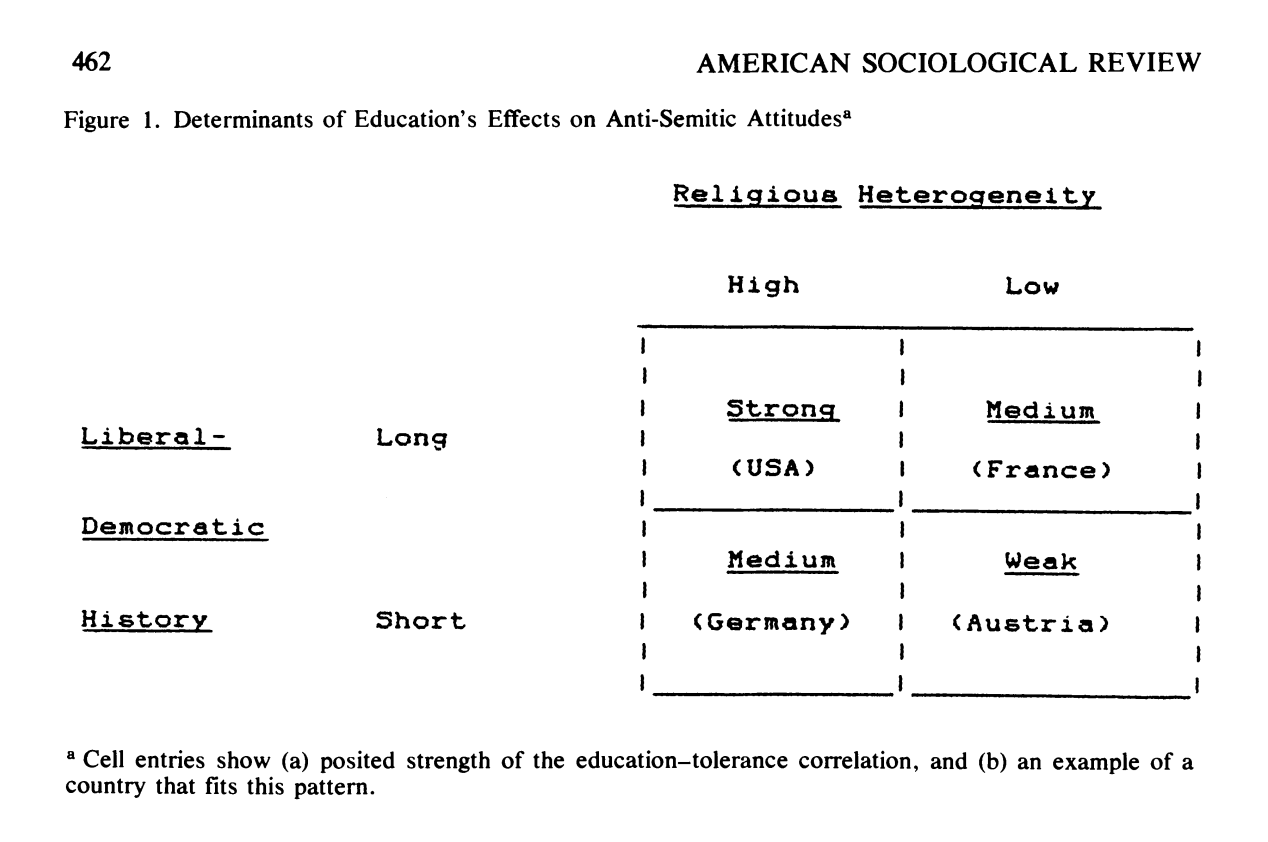 462 AMERICAN SOCIOLOGICAL REVIEW
Figure 1. Determinants of Education's Effects on Anti-Semitic Attitudesª
Religious Heterogeneity
High Low
Strong Medium
Liberal- Long
(USA) (France)
Democratic
Medium Weak
History Short (Germany) (Austria)
ª Cell entries show (a) posited strength of the education–tolerance correlation, and (b) an example of a
country that fits this pattern.